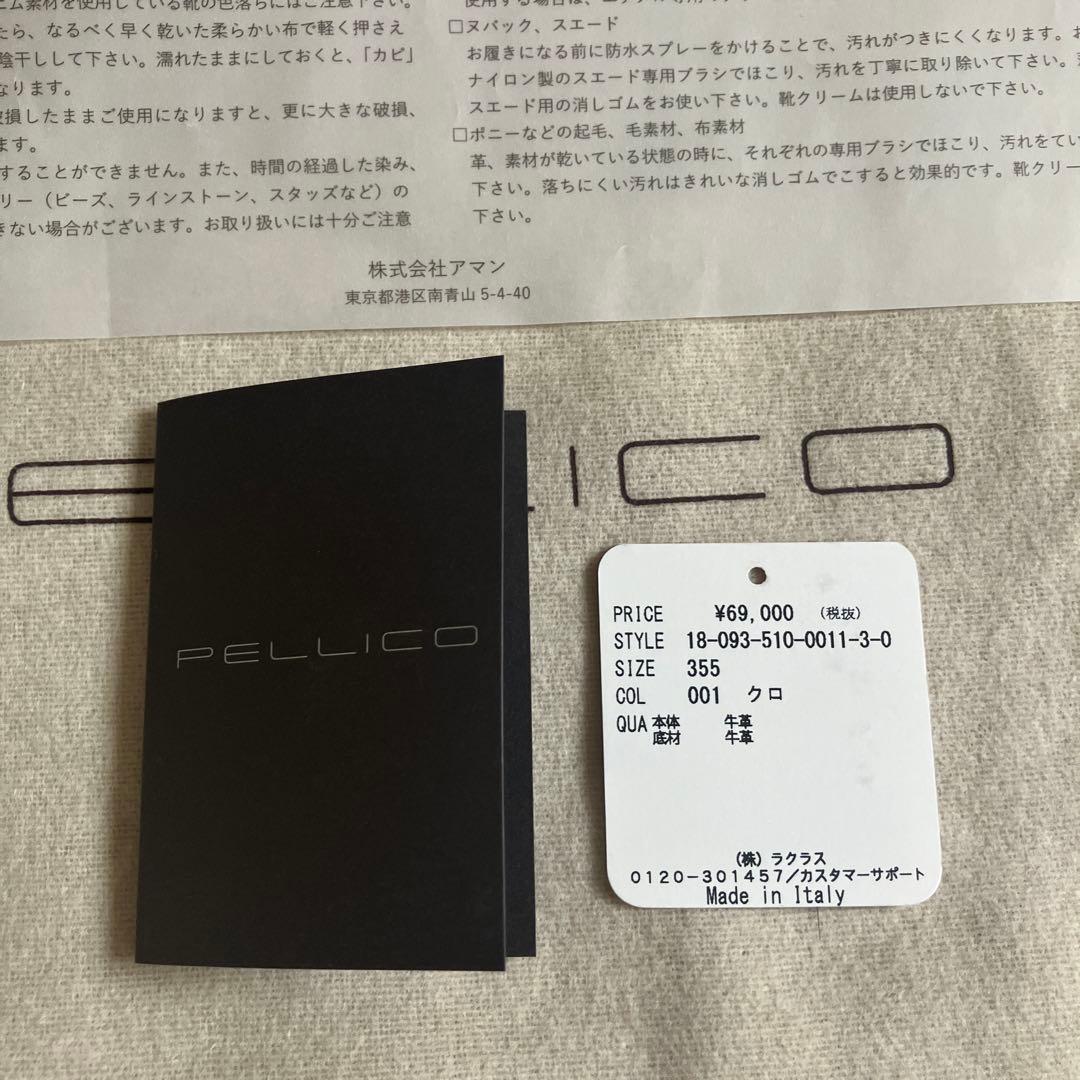 ニム素材を使用している靴の色落ちにはご注意下さい。
たら、なるべく早く乾いた柔らかい布で軽く押さえ
陰干しして下さい。濡れたままにしておくと、「カビ」
なります。
破損したままご使用になりますと、更に大きな破損、
ます。
することができません。また、時間の経過した染み、
リー（ビーズ、ラインストーン、スタッズなど）の
きない場合がございます。お取り扱いには十分ご注意
使用する場合は、
□ヌバック、スエード
お履きになる前に防水スプレーをかけることで、汚れがつきにくくなります。お
ナイロン製のスエード専用ブラシでほこり、汚れを丁寧に取り除いて下さい。
スエード用の消しゴムをお使い下さい。靴クリームは使用しないで下さい。
□ポニーなどの起毛、毛素材、布素材
革、素材が乾いている状態の時に、それぞれの専用ブラシでほこり、汚れをてい
下さい。落ちにくい汚れはきれいな消しゴムでこすると効果的です。靴クリー
下さい。
株式会社アマン
東京都港区南青山 5-4-40
ICO
PELLICO
PRICE ¥69,000 （税抜）
STYLE 18-093-510-0011-3-0
SIZE 355
COL 001 クロ
QUA 本体 牛革
底材 牛革
（株）ラクラス
0120-301457／カスタマーサポート
Made in Italy